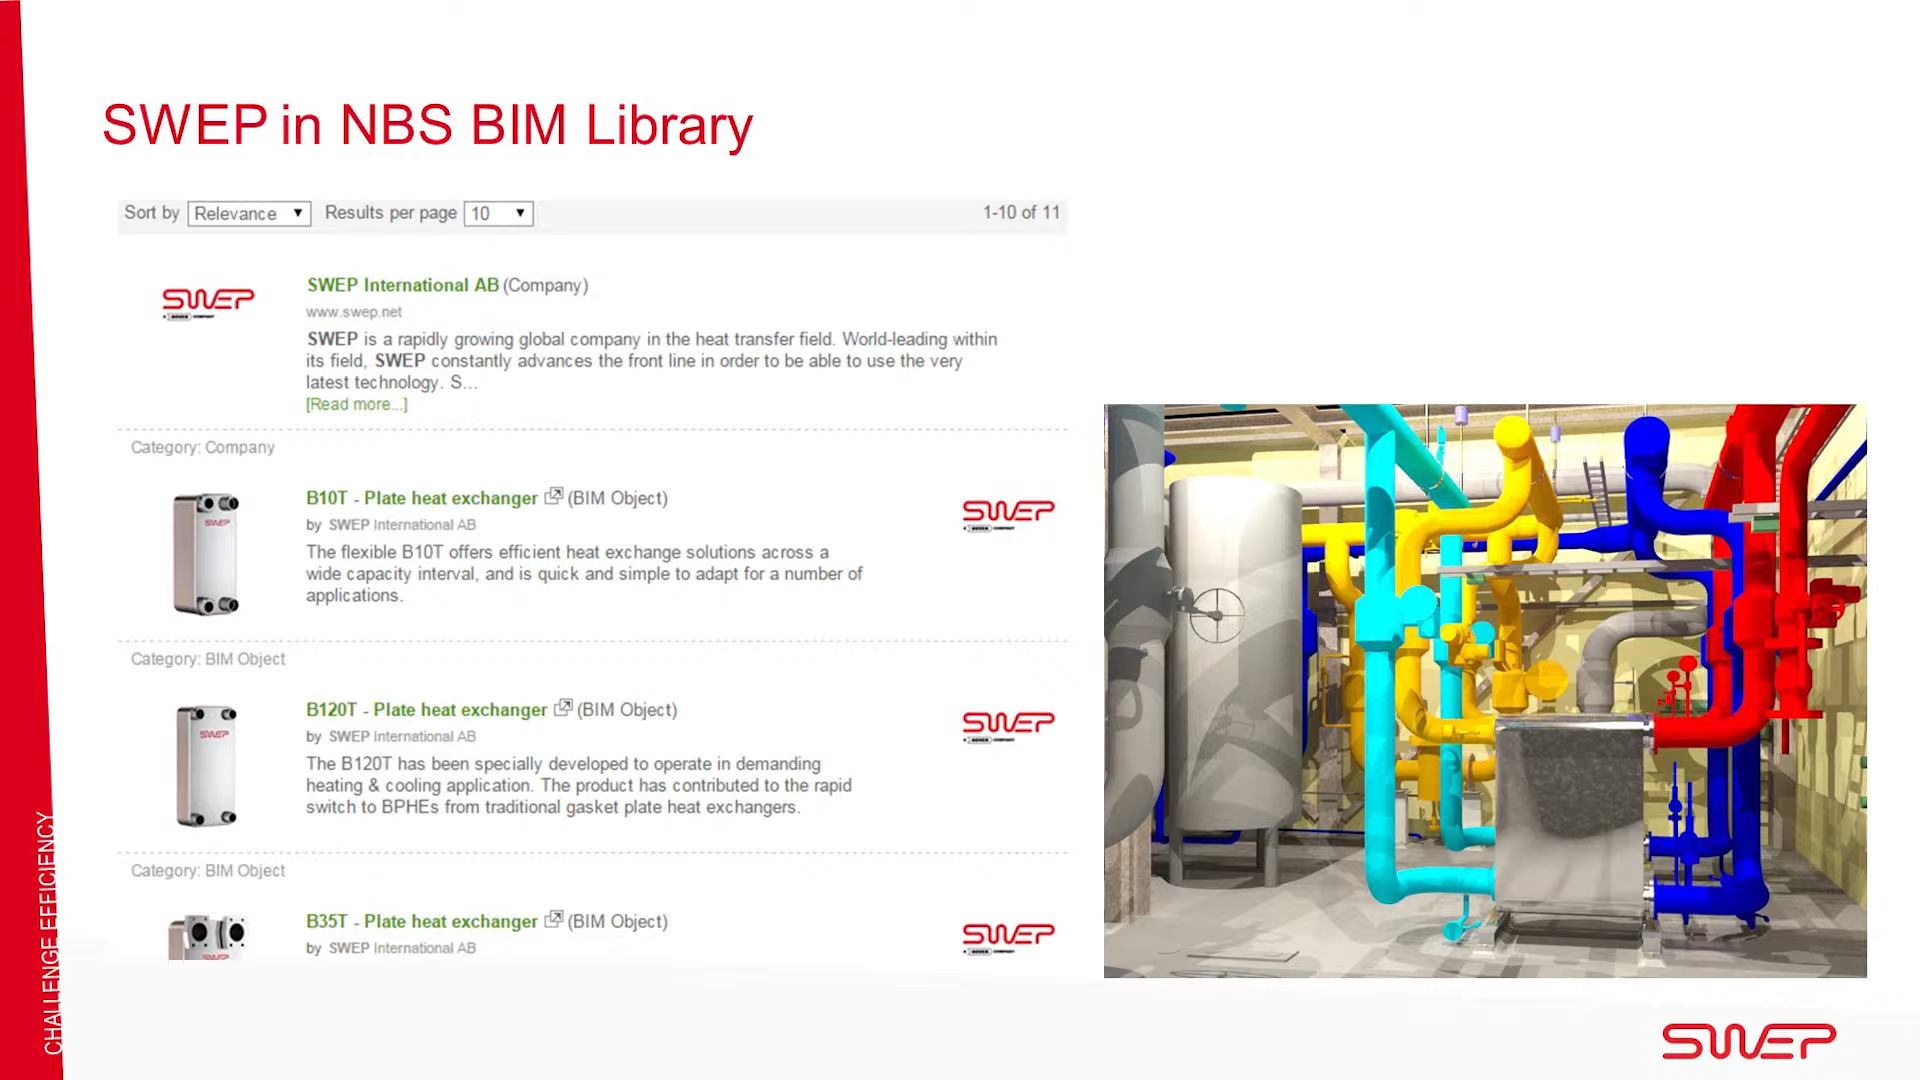 SWEP in NBS BIM Library
Sort by Relevance Results per page 10 1-10 of 11
SWEP
SWEP International AB (Company)
www.swep.net
SWEP is a rapidly growing global company in the heat transfer field. World-leading within
its field, SWEP constantly advances the front line in order to be able to use the very
latest technology. S...
[Read more...]
Category: Company
SWEP
B10T - Plate heat exchanger (BIM Object)
by SWEP International AB
The flexible B10T offers efficient heat exchange solutions across a
wide capacity interval, and is quick and simple to adapt for a number of
applications.
SWEP
Category: BIM Object
SWEP
B120T - Plate heat exchanger (BIM Object)
by SWEP International AB
The B120T has been specially developed to operate in demanding
heating & cooling application. The product has contributed to the rapid
switch to BPHEs from traditional gasket plate heat exchangers.
SWEP
Category: BIM Object
B35T - Plate heat exchanger (BIM Object)
by SWEP International AB
SWEP
CHALLENGE EFFICIENCY
SWEP